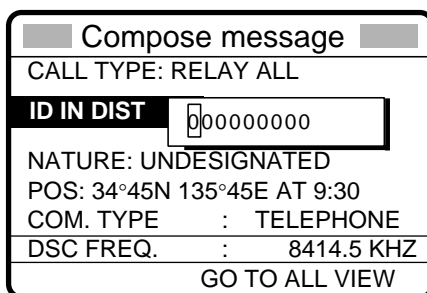 Compose message
CALL TYPE: RELAY ALL
ID IN DIST 000000000
NATURE: UNDESIGNATED
POS: 34°45N 135°45E AT 9:30
COM. TYPE : TELEPHONE
DSC FREQ. : 8414.5 KHZ
GO TO ALL VIEW